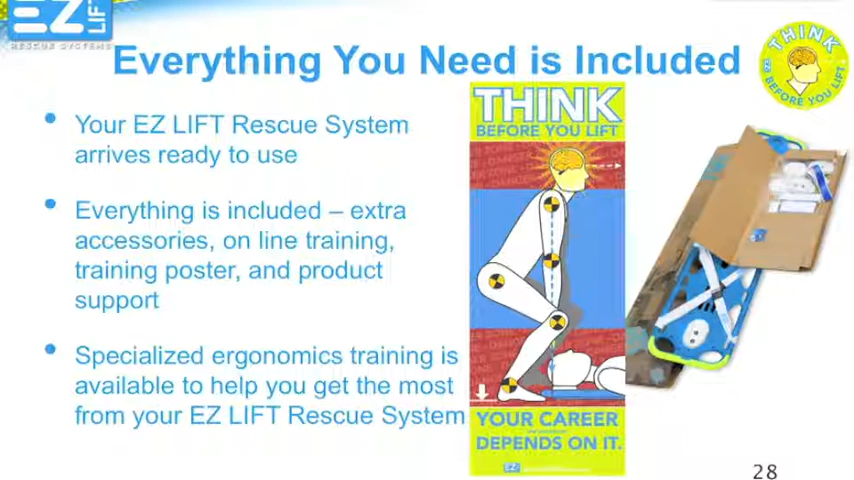 EZ
LIFT
RESCUE SYSTEMS
Everything You Need is Included
THINK
EZ
BEFORE YOU LIFT
• Your EZ LIFT Rescue System
arrives ready to use
• Everything is included – extra
accessories, on line training,
training poster, and product
support
• Specialized ergonomics training is
available to help you get the most
from your EZ LIFT Rescue System
THINK
BEFORE YOU LIFT
YOUR CAREER
DEPENDS ON IT.
EZ
28